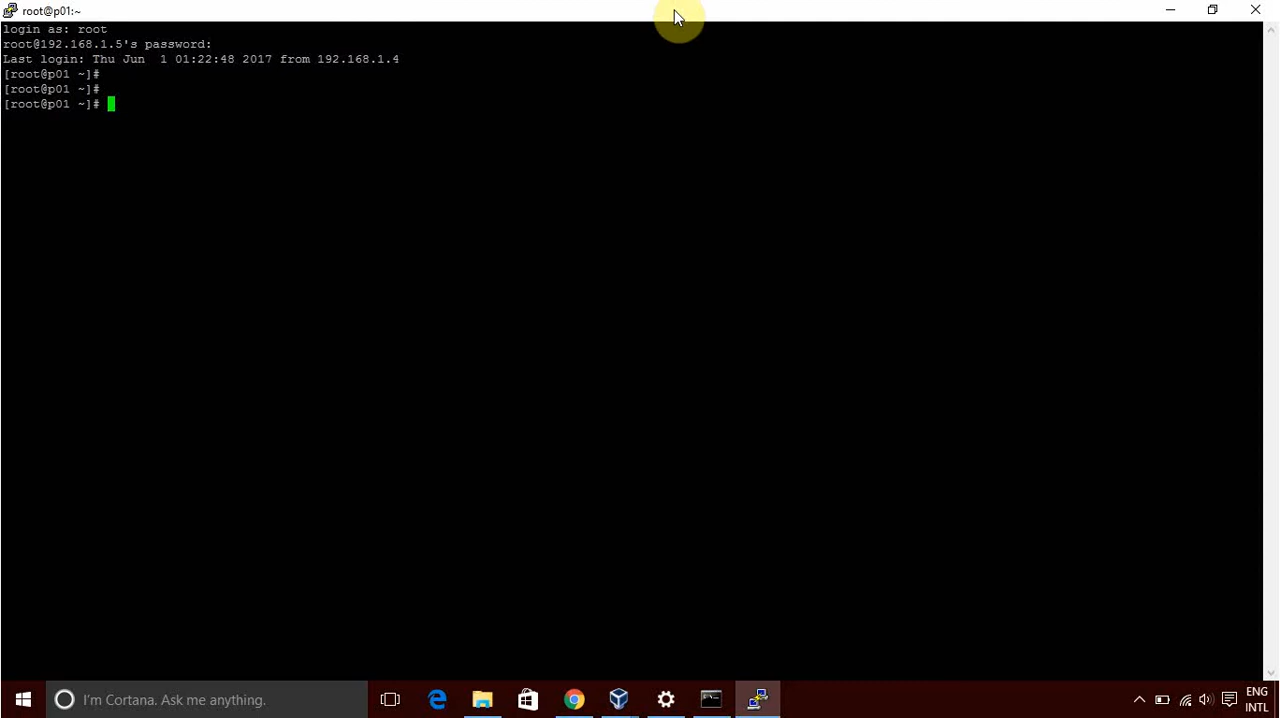 root@p01:~
login as: root
root@192.168.1.5's password:
Last login: Thu Jun  1 01:22:48 2017 from 192.168.1.4
[root@p01 ~]#
[root@p01 ~]#
[root@p01 ~]#
I'm Cortana. Ask me anything.
ENG
INTL